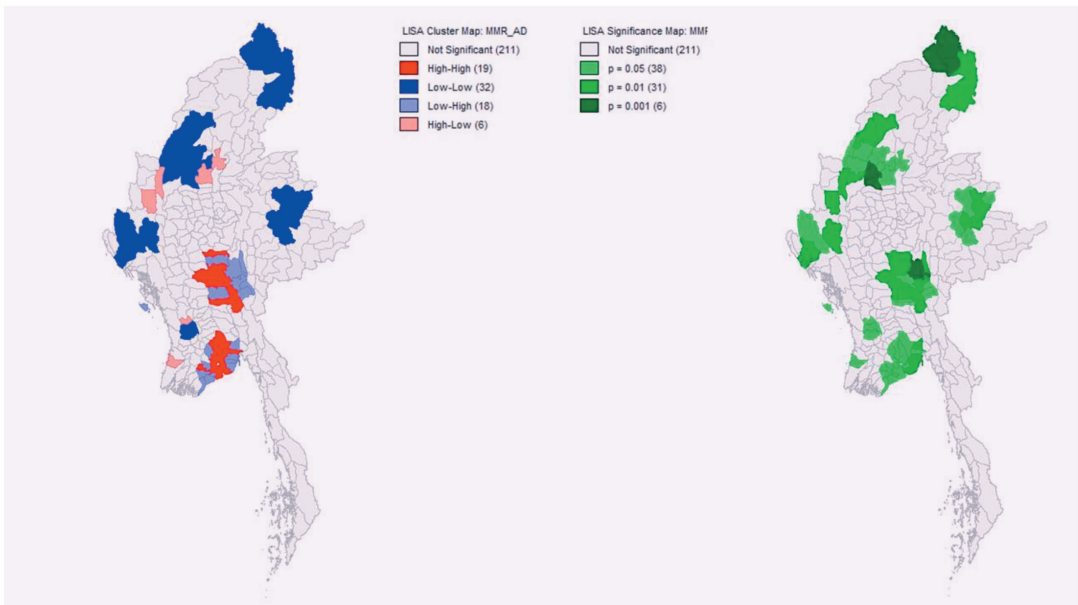 LISA Cluster Map: MMR_AD
Not Significant (211)
High-High (19)
Low-Low (32)
Low-High (18)
High-Low (6)
LISA Significance Map: MMF
Not Significant (211)
p = 0.05 (38)
p = 0.01 (31)
p = 0.001 (6)